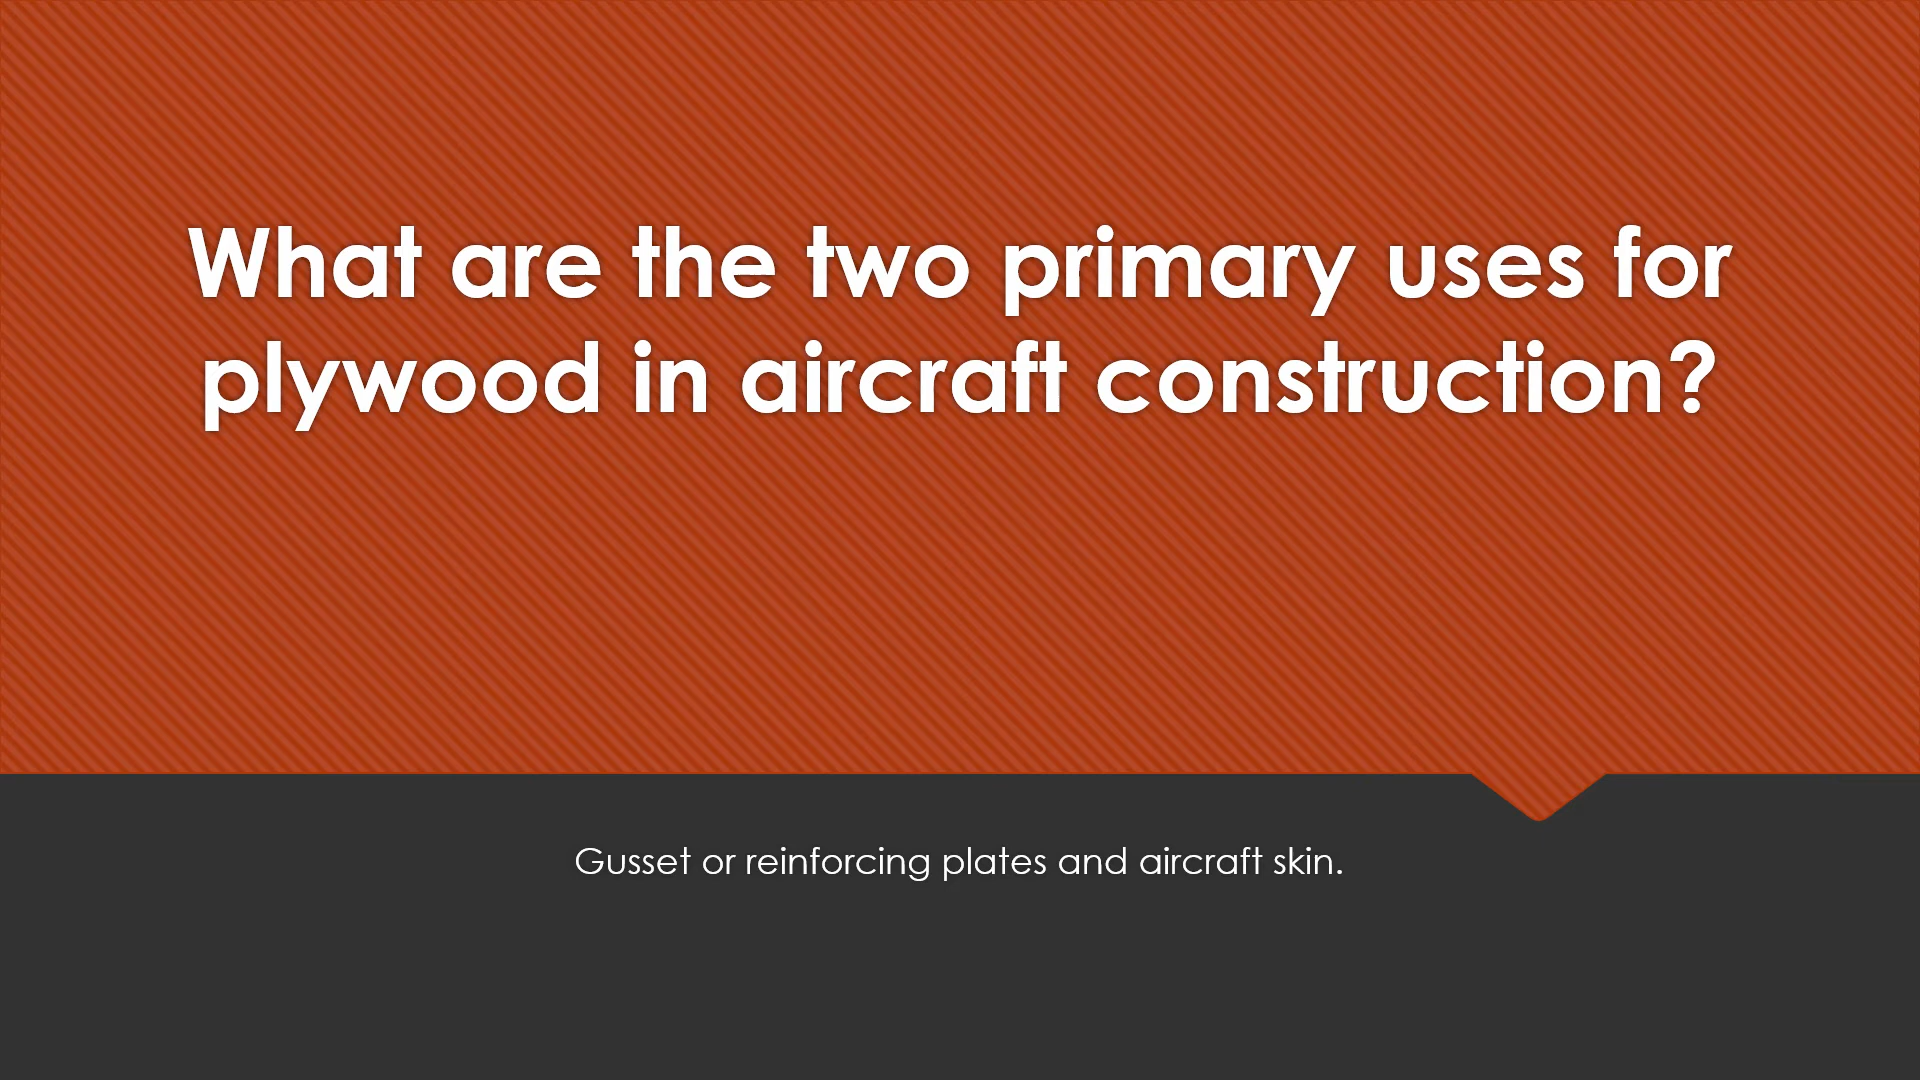 What are the two primary uses for
plywood in aircraft construction?
Gusset or reinforcing plates and aircraft skin.